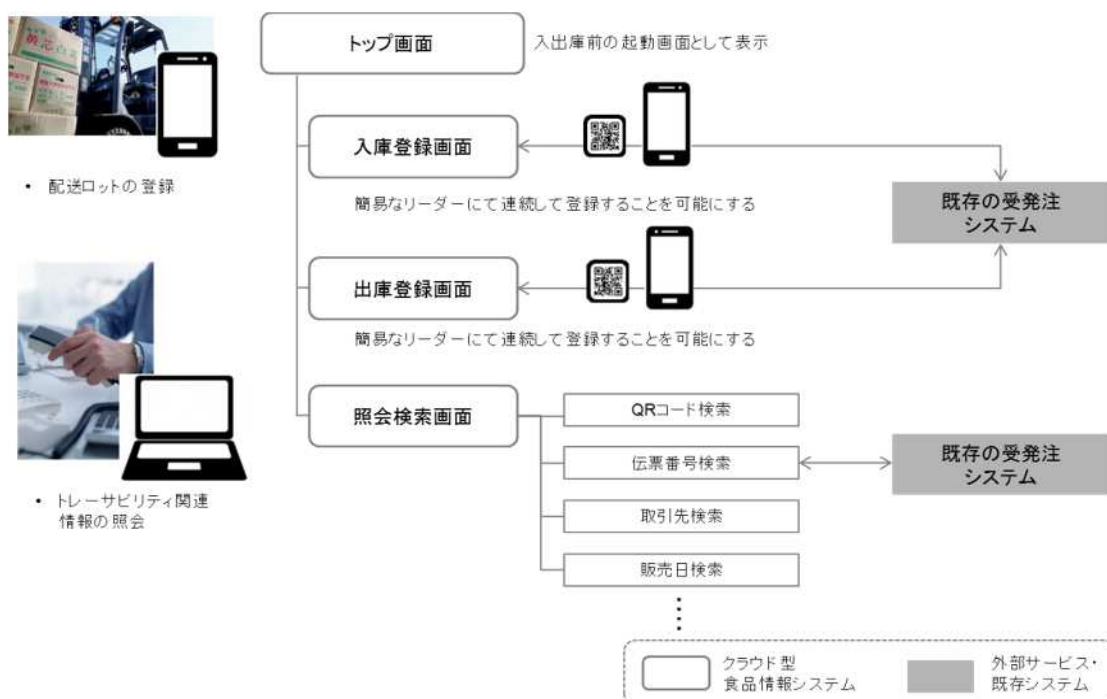 トップ画面
入出庫前の起動画面として表示
黄芯白菜
入庫登録画面
・ 配送ロットの登録
簡易なリーダーにて連続して登録することを可能にする
既存の受発注
システム
出庫登録画面
簡易なリーダーにて連続して登録することを可能にする
照会検索画面
QRコード検索
伝票番号検索
既存の受発注
システム
・ トレーサビリティ関連
情報の照会
取引先検索
販売日検索
クラウド型
食品情報システム
外部サービス・
既存システム